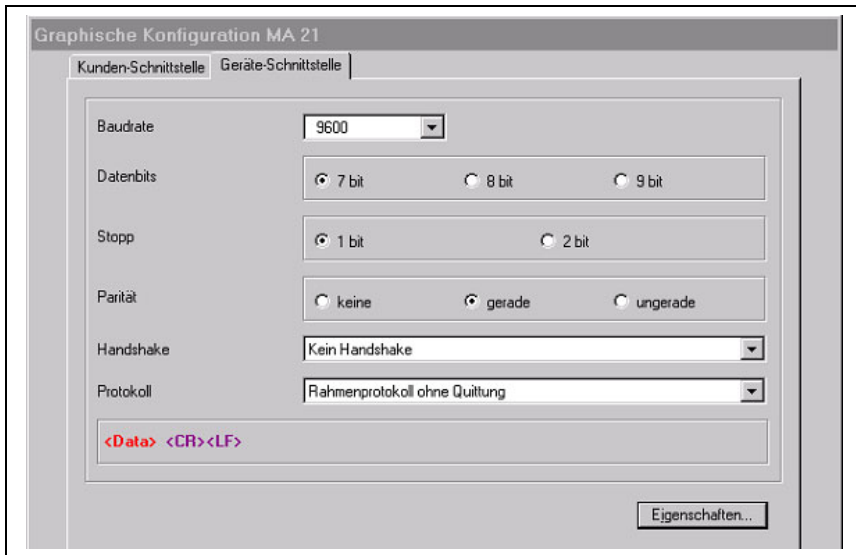 Graphische Konfiguration MA 21
Kunden-Schnittstelle Geräte-Schnittstelle
Baudrate 9600
Datenbits 7 bit 8 bit 9 bit
Stopp 1 bit 2 bit
Parität keine gerade ungerade
Handshake Kein Handshake
Protokoll Rahmenprotokoll ohne Quittung
<Data> <CR><LF>
Eigenschaften...